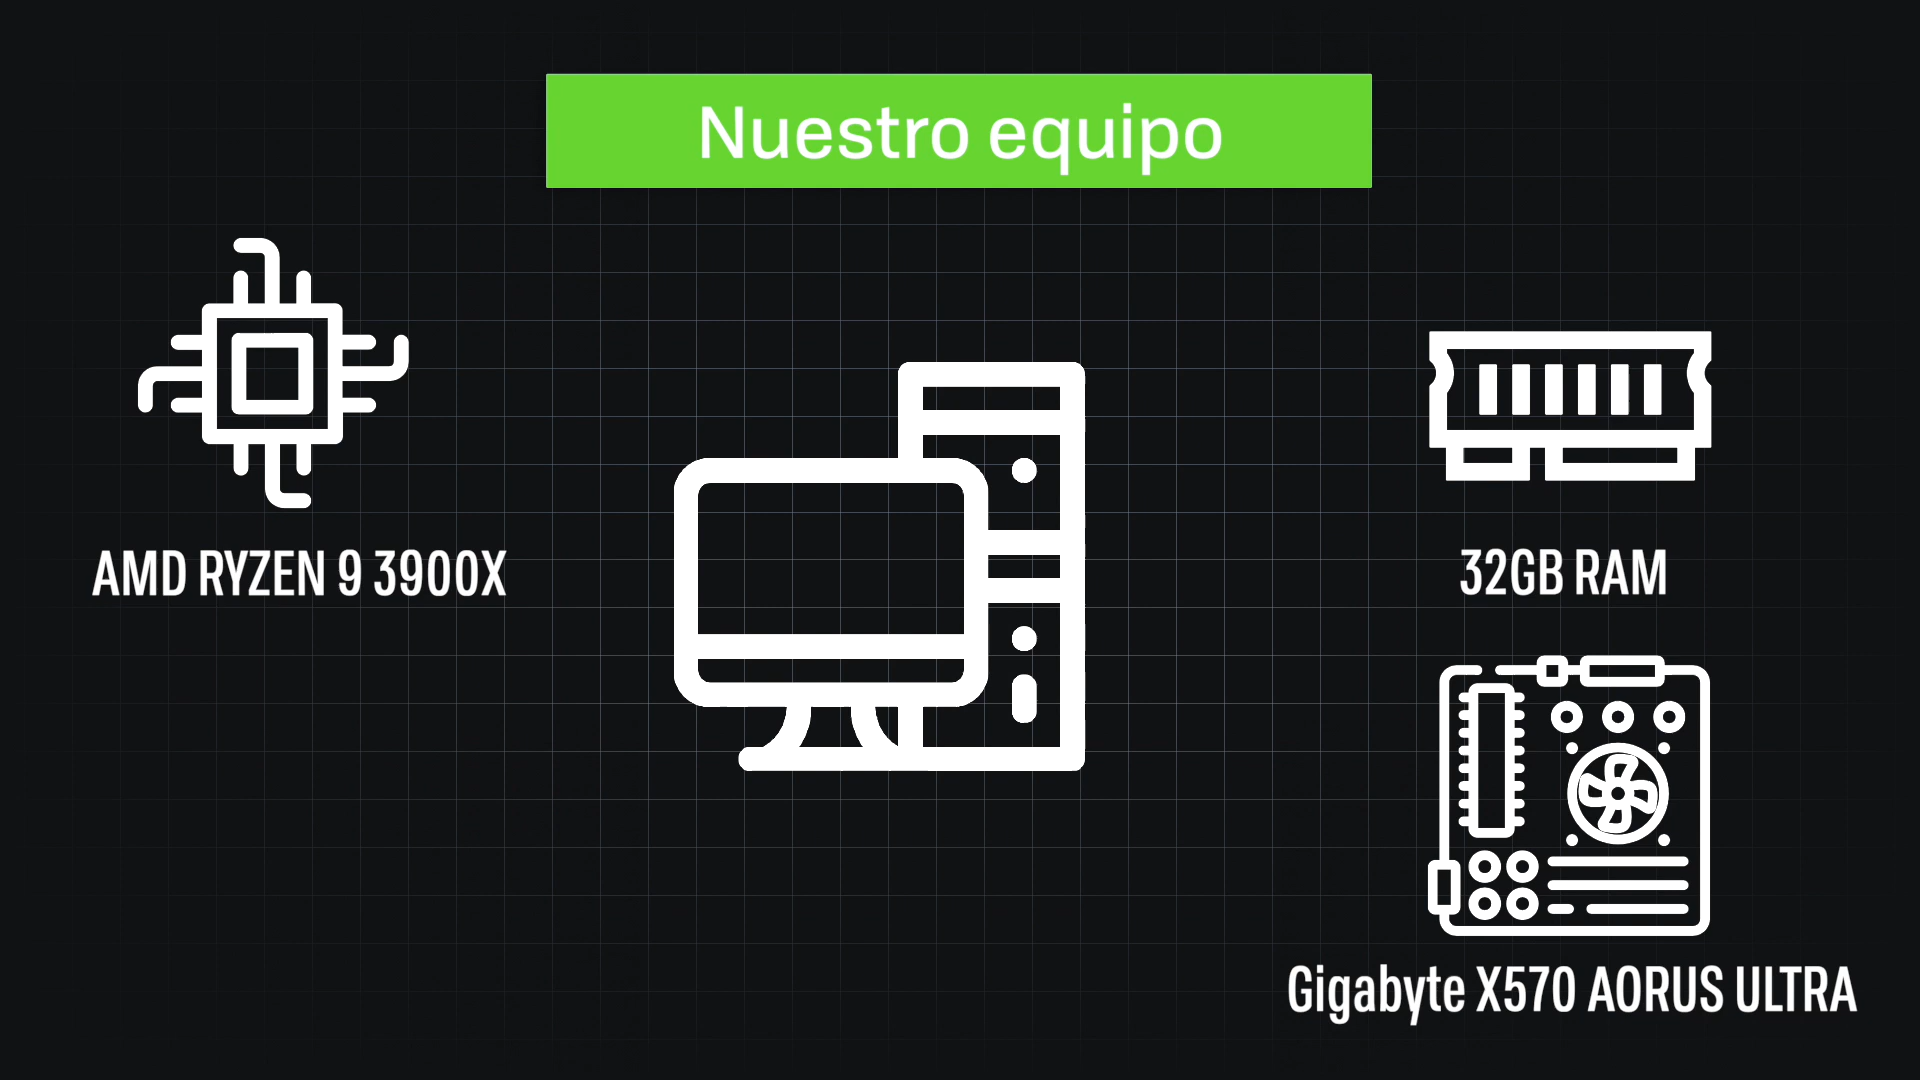 Nuestro equipo
AMD RYZEN 9 3900X
32GB RAM
Gigabyte X570 AORUS ULTRA